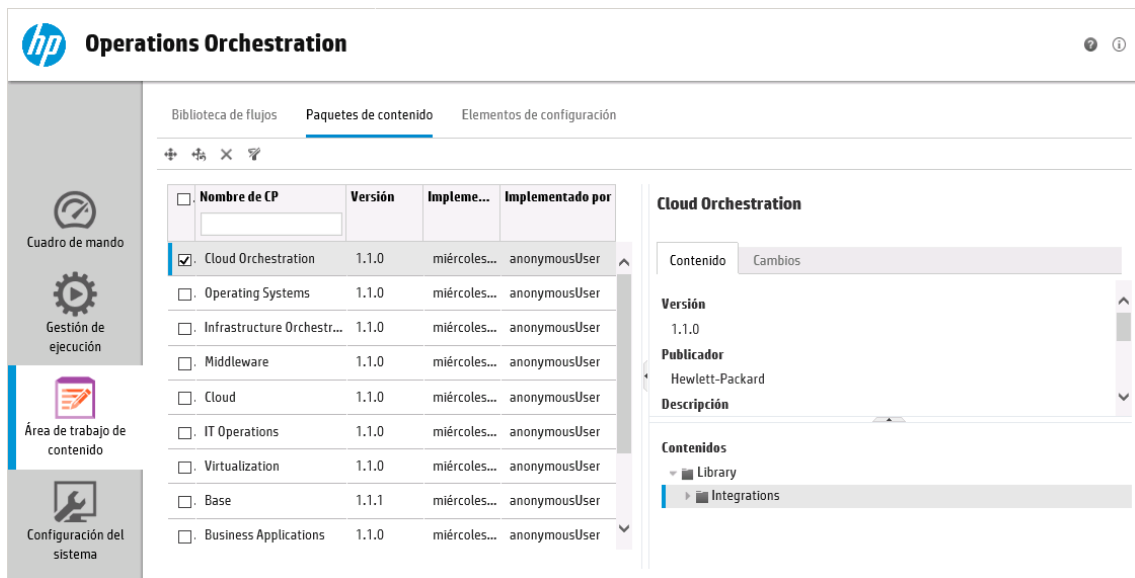 hp Operations Orchestration
Biblioteca de flujos Paquetes de contenido Elementos de configuración
Nombre de CP Versión Impleme... Implementado por
Cloud Orchestration 1.1.0 miércoles... anonymousUser
Operating Systems 1.1.0 miércoles... anonymousUser
Infrastructure Orchestr... 1.1.0 miércoles... anonymousUser
Middleware 1.1.0 miércoles... anonymousUser
Cloud 1.1.0 miércoles... anonymousUser
IT Operations 1.1.0 miércoles... anonymousUser
Virtualization 1.1.0 miércoles... anonymousUser
Base 1.1.1 miércoles... anonymousUser
Business Applications 1.1.0 miércoles... anonymousUser
Cuadro de mando
Gestión de
ejecución
Área de trabajo de
contenido
Configuración del
sistema
Cloud Orchestration
Contenido Cambios
Versión
1.1.0
Publicador
Hewlett-Packard
Descripción
Contenidos
Library
Integrations